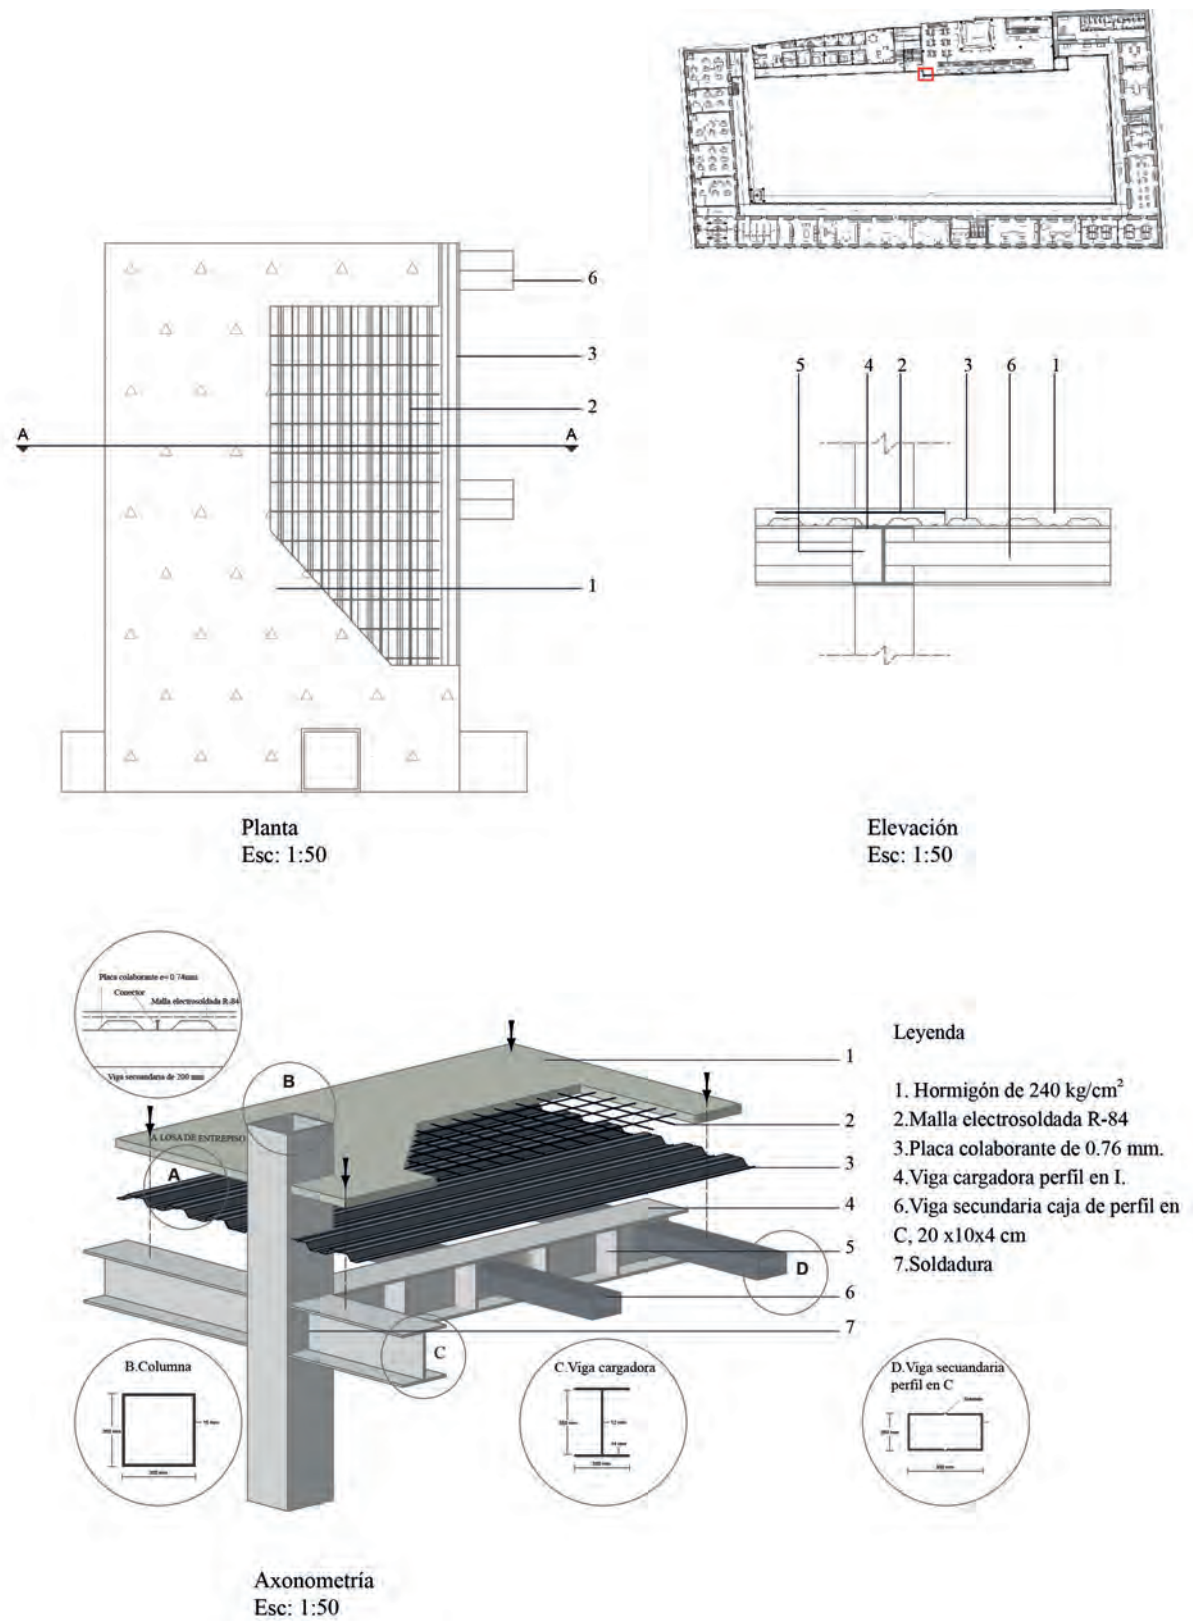 6
3
2
A
A
1
5 4 2 3 6 1
Planta
Esc: 1:50
Elevación
Esc: 1:50
Placa colaborante e= 0.74mm
Conector
Malla electrosoldada R-84
Viga secuandaria de 200 mm
B
A LOSA DE ENTREPISO
A
1
2
3
4
5
D
6
7
C
Leyenda
1. Hormigón de 240 kg/cm²
2.Malla electrosoldada R-84
3.Placa colaborante de 0.76 mm.
4.Viga cargadora perfil en I.
6.Viga secundaria caja de perfil en
C, 20 x10x4 cm
7.Soldadura
B.Columna
C.Viga cargadora
12 mm
D.Viga secuandaria
perfil en C
Axonometría
Esc: 1:50